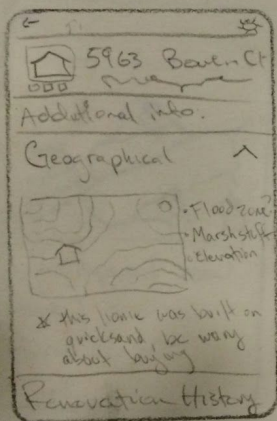 5963 Bowen Ct
Additional info.
Geographical
• Flood zone?
• Marsh stuff
• Elevation
* this home was built on
quicksand, be wary
about buying
Renovation History